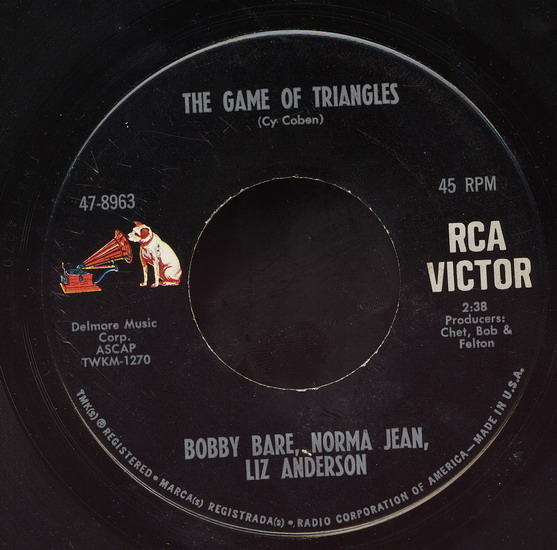 THE GAME OF TRIANGLES
(Cy Coben)
47-8963
45 RPM
RCA
VICTOR
Delmore Music
Corp.
ASCAP
TWKM-1270
2:38
Producers:
Chet, Bob &
Felton
BOBBY BARE, NORMA JEAN,
LIZ ANDERSON
TMK(s) ® REGISTERED • MARCA(s) REGISTRADA(s) • RADIO CORPORATION OF AMERICA—MADE IN U.S.A.